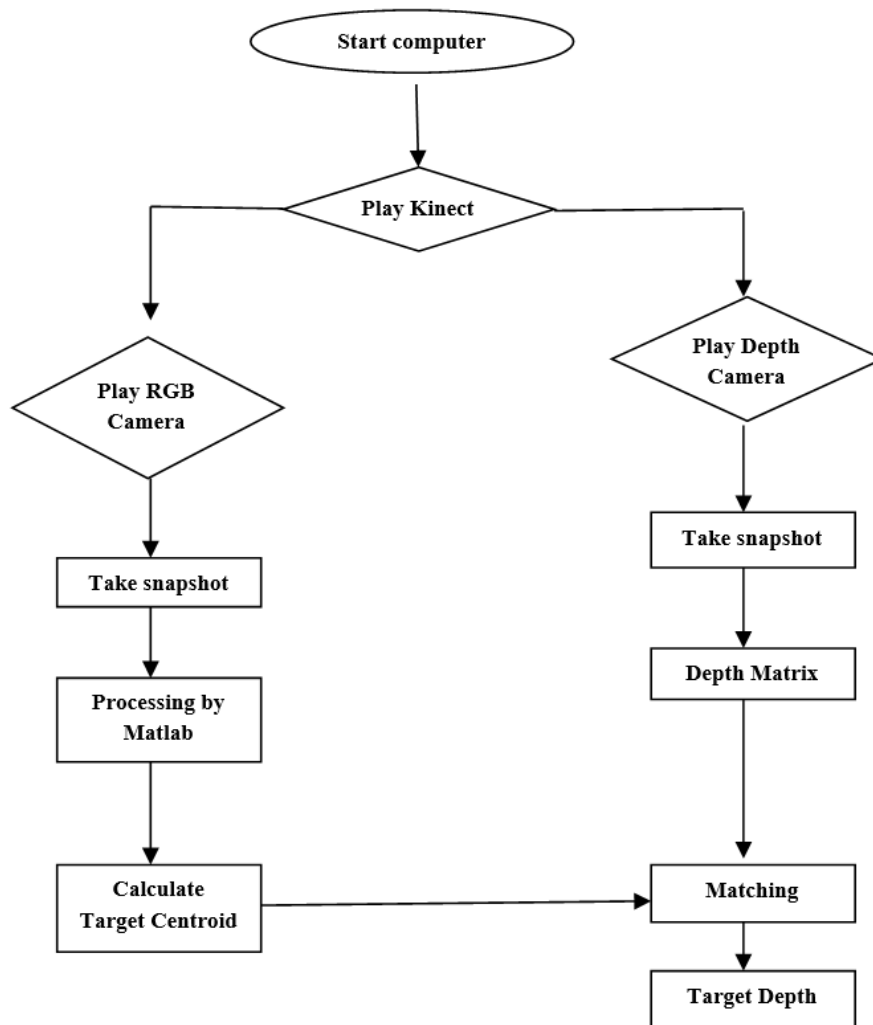 Start computer
Play Kinect
Play RGB
Camera
Take snapshot
Processing by
Matlab
Calculate
Target Centroid
Play Depth
Camera
Take snapshot
Depth Matrix
Matching
Target Depth